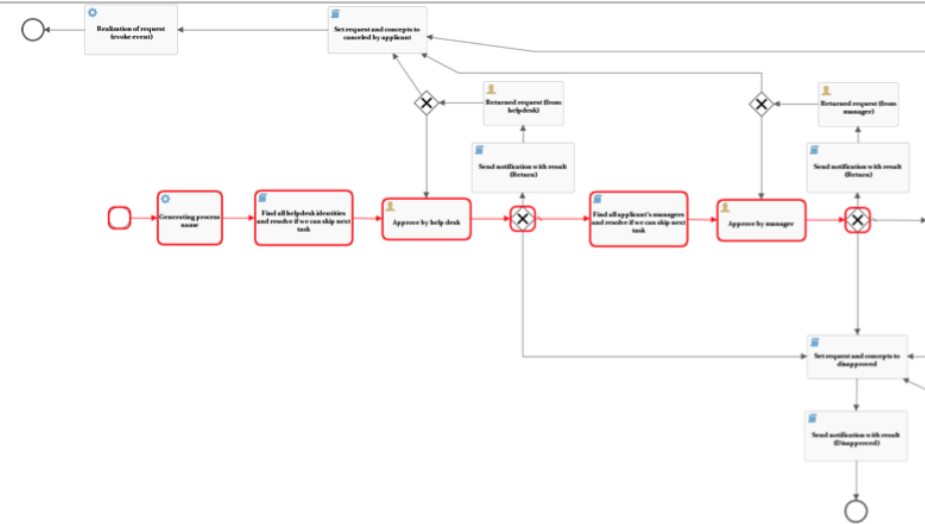 Realization of request
(evoke event)
Set request and concepts to
canceled by applicant
Returned request (from
helpdesk)
Returned request (from
manager)
Send notification with result
(Return)
Send notification with result
(Return)
Generating process
name
Find all helpdesk identities
and resolve if we can skip next
task
Approve by help desk
Find all applicant's managers
and resolve if we can skip next
task
Approve by manager
Set request and concepts to
disapproved
Send notification with result
(Disapproved)